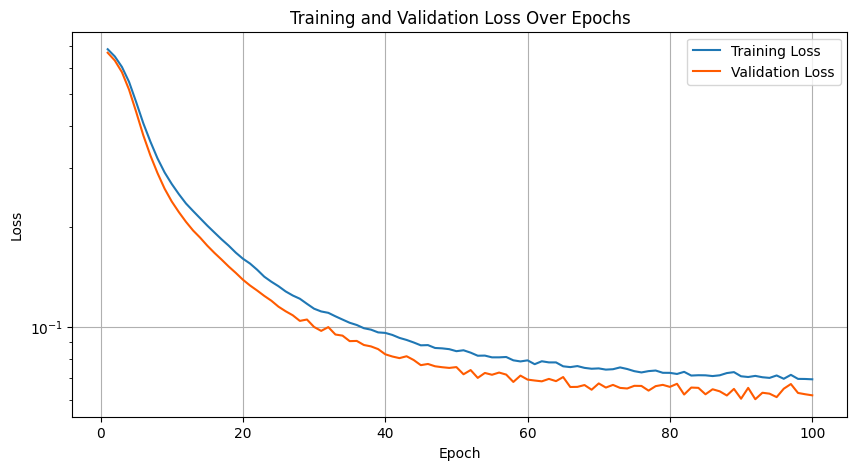 Training and Validation Loss Over Epochs
Training Loss
Validation Loss
Loss
10⁻¹
0 20 40 60 80 100
Epoch